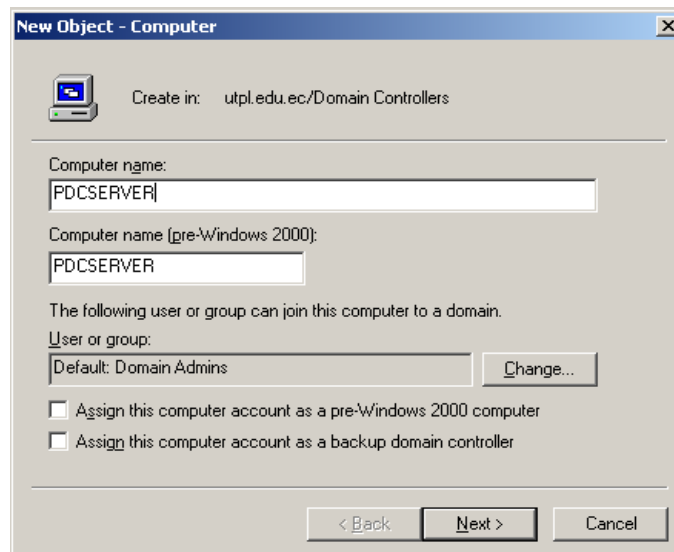 New Object - Computer
Create in: utpl.edu.ec/Domain Controllers
Computer name:
PDCSERVER
Computer name (pre-Windows 2000):
PDCSERVER
The following user or group can join this computer to a domain.
User or group:
Default: Domain Admins
Change...
Assign this computer account as a pre-Windows 2000 computer
Assign this computer account as a backup domain controller
< Back Next > Cancel